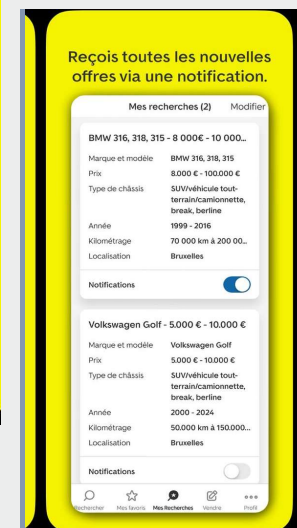 Reçois toutes les nouvelles
offres via une notification.
Mes recherches (2) Modifier
BMW 316, 318, 315 - 8 000€ - 10 000...
Marque et modèle BMW 316, 318, 315
Prix 8.000 € - 100.000 €
Type de châssis SUV/véhicule tout-
terrain/camionnette,
break, berline
Année 1999 - 2016
Kilométrage 70 000 km à 200 00...
Localisation Bruxelles
Notifications
Volkswagen Golf - 5.000 € - 10.000 €
Marque et modèle Volkswagen Golf
Prix 5.000 € - 10.000 €
Type de châssis SUV/véhicule tout-
terrain/camionnette,
break, berline
Année 2000 - 2024
Kilométrage 50.000 km à 150.000...
Localisation Bruxelles
Notifications
Rechercher Mes favoris Mes Recherches Vendre Profil